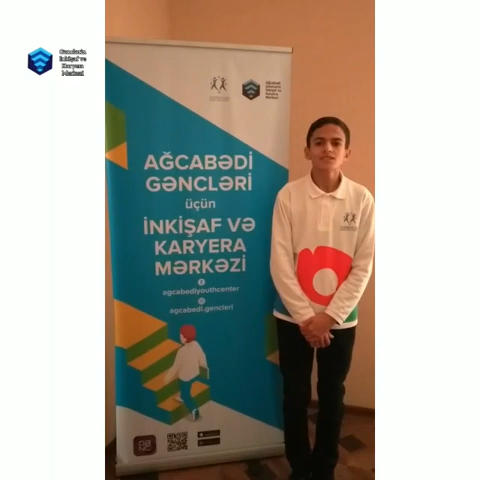 Gənclərin
İnkişaf və
Karyera
Mərkəzi
AĞCABƏDİ
GƏNCLƏRİ
üçün
İNKİŞAF VƏ
KARYERA
MƏRKƏZİ
agcabediyouthcenter
agcabedi.gencleri